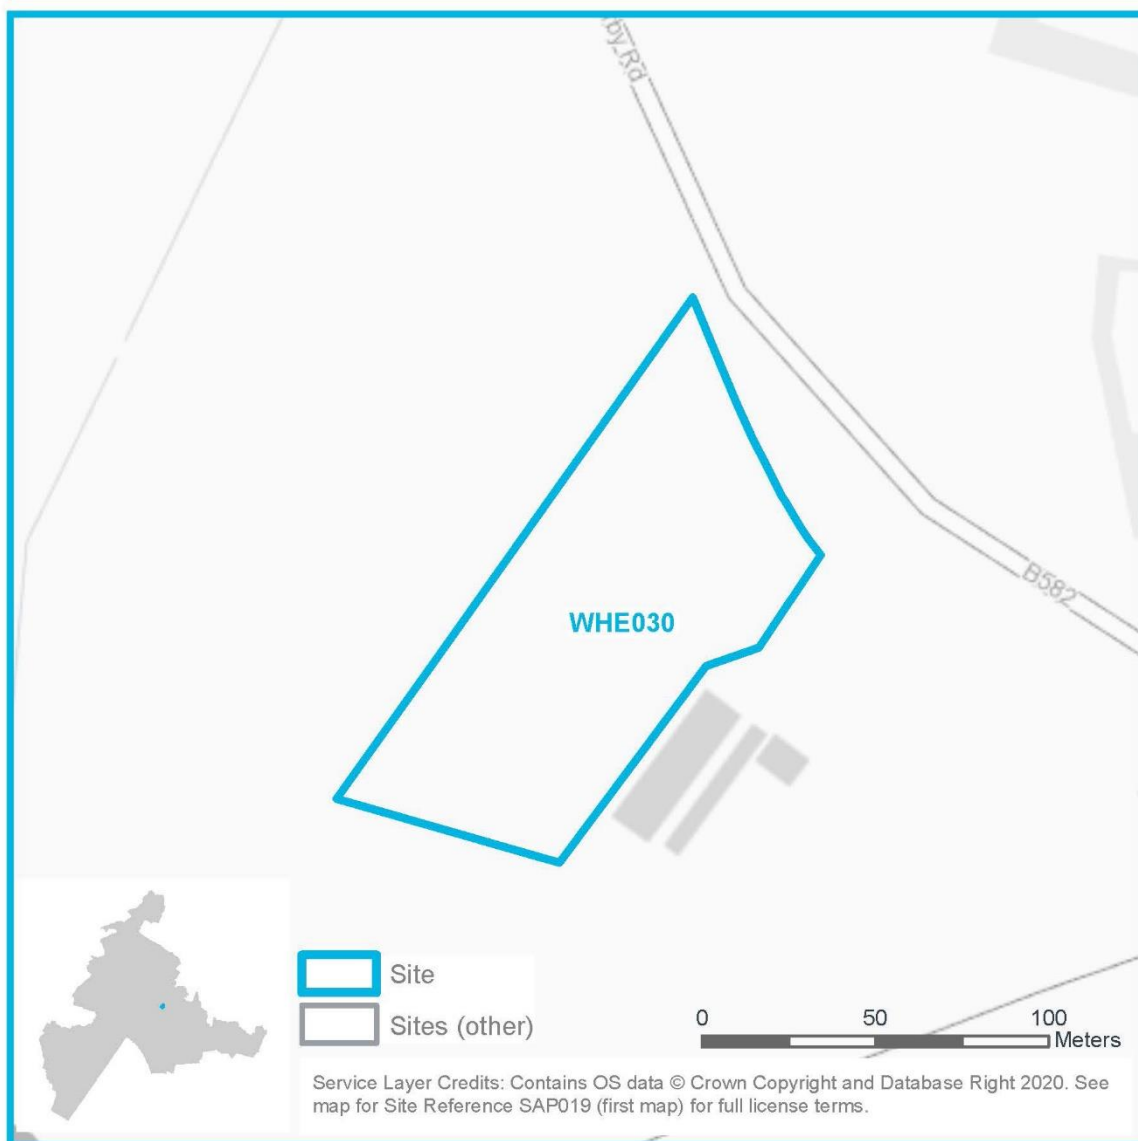 Rd
B582
WHE030
Site
Sites (other)
0 50 100
Meters
Service Layer Credits: Contains OS data © Crown Copyright and Database Right 2020. See
map for Site Reference SAP019 (first map) for full license terms.